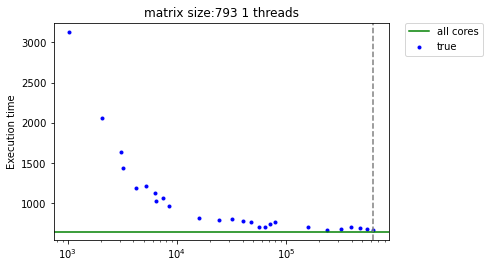 matrix size:793 1 threads
all cores
true
Execution time
3000
2500
2000
1500
1000
10³
10⁴
10⁵